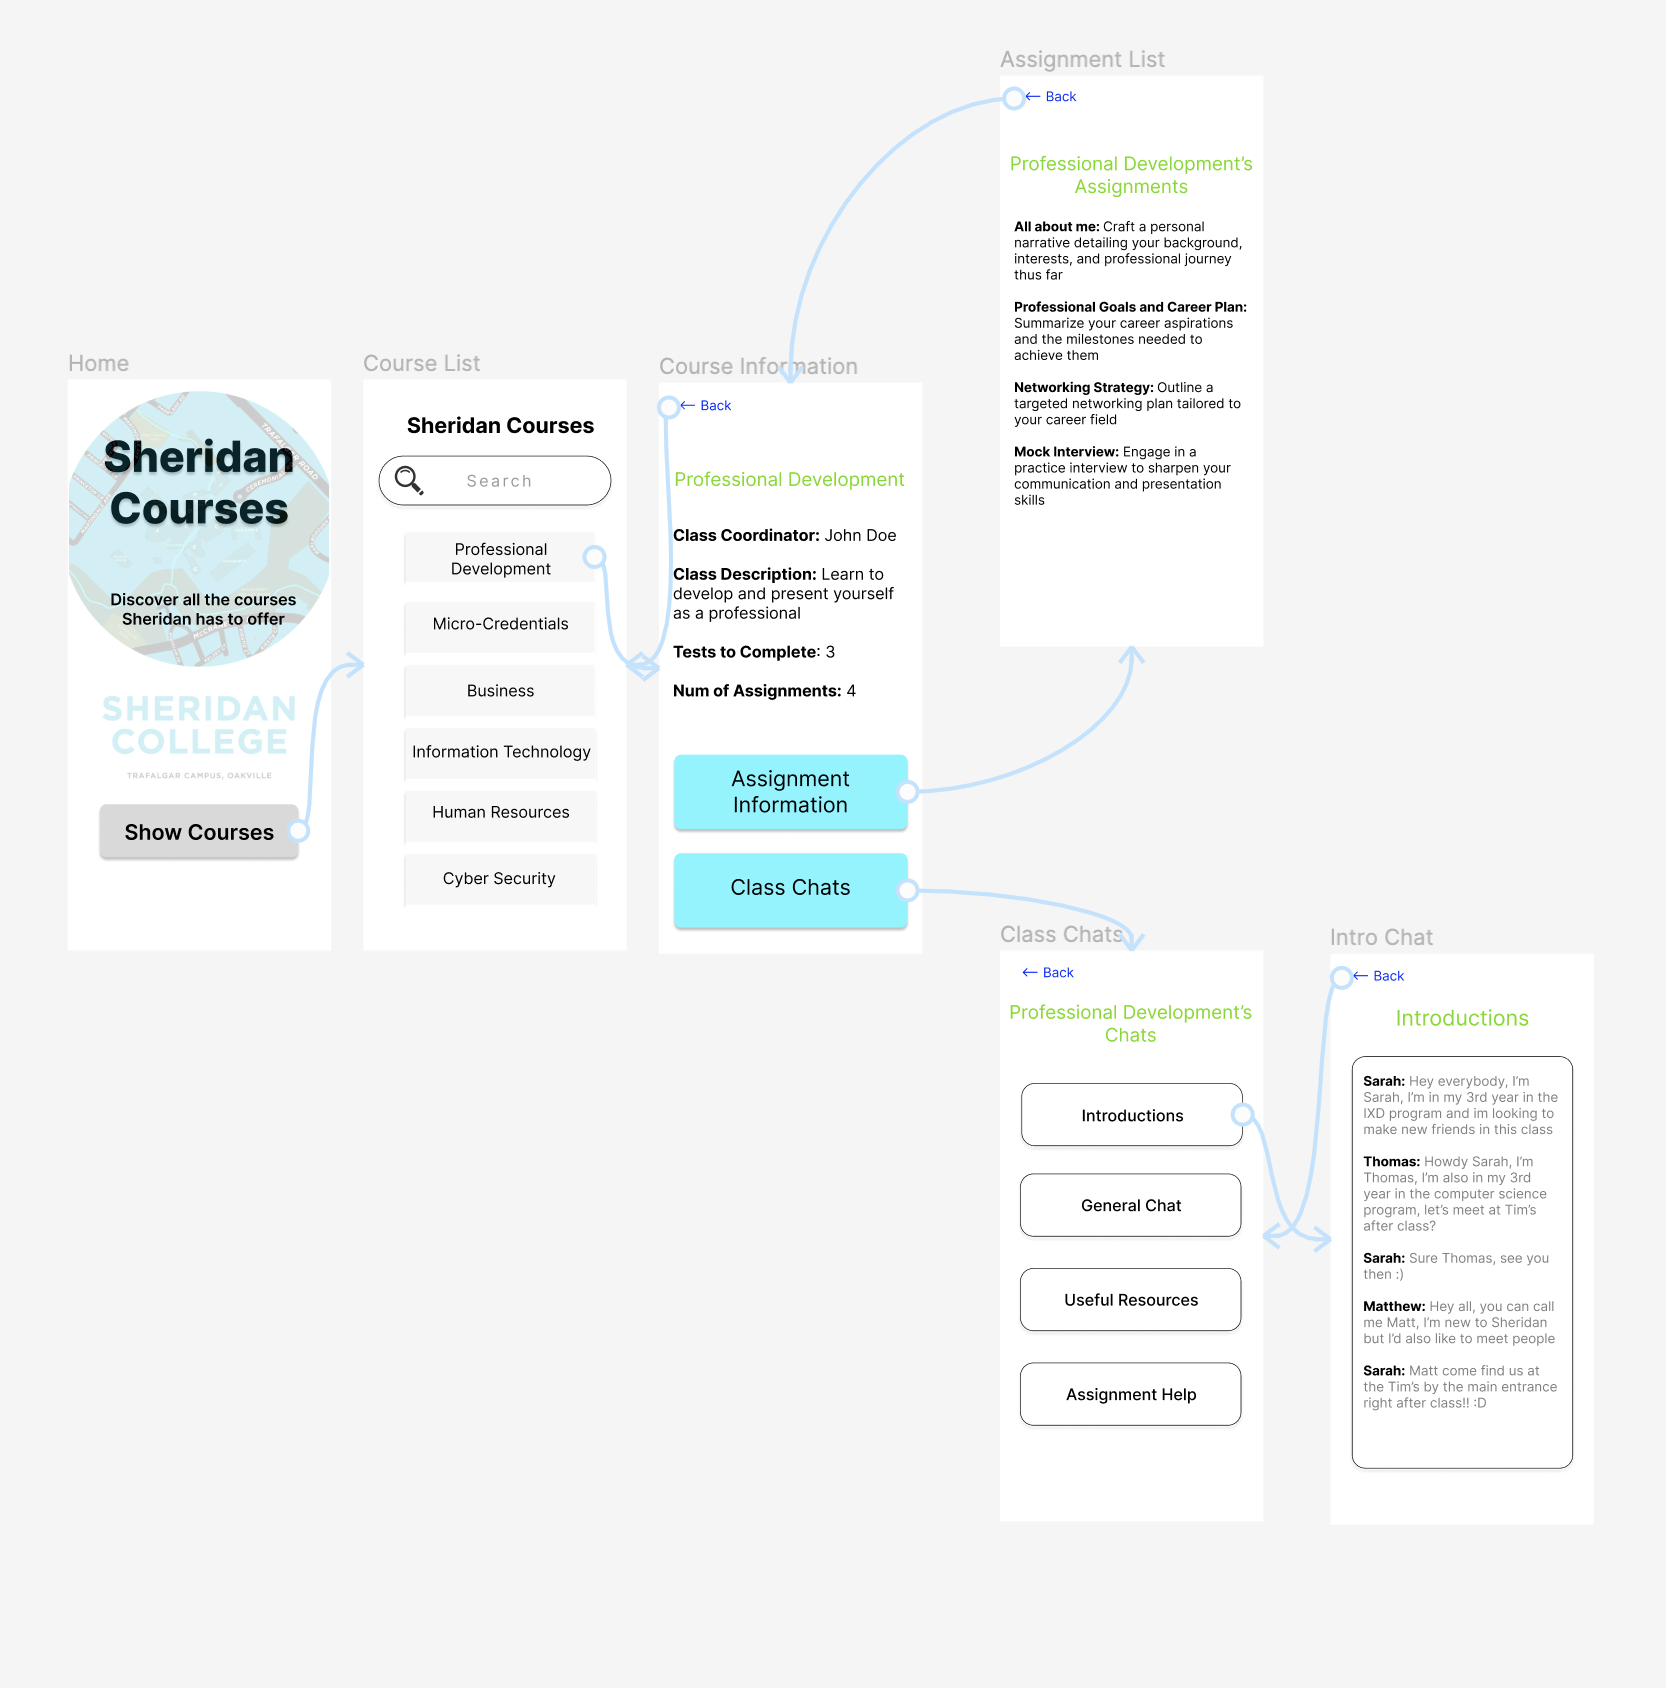 Assignment List
← Back
Professional Development's
Assignments
All about me: Craft a personal
narrative detailing your background,
interests, and professional journey
thus far
Professional Goals and Career Plan:
Summarize your career aspirations
and the milestones needed to
achieve them
Networking Strategy: Outline a
targeted networking plan tailored to
your career field
Mock Interview: Engage in a
practice interview to sharpen your
communication and presentation
skills
Home
Sheridan
Courses
Discover all the courses
Sheridan has to offer
SHERIDAN
COLLEGE
TRAFALGAR CAMPUS, OAKVILLE
Show Courses
Course List
Sheridan Courses
Search
Professional
Development
Micro-Credentials
Business
Information Technology
Human Resources
Cyber Security
Course Information
← Back
Professional Development
Class Coordinator: John Doe
Class Description: Learn to
develop and present yourself
as a professional
Tests to Complete: 3
Num of Assignments: 4
Assignment
Information
Class Chats
Class Chats
← Back
Professional Development's
Chats
Introductions
General Chat
Useful Resources
Assignment Help
Intro Chat
← Back
Introductions
Sarah: Hey everybody, I'm
Sarah, I'm in my 3rd year in the
IXD program and im looking to
make new friends in this class
Thomas: Howdy Sarah, I'm
Thomas, I'm also in my 3rd
year in the computer science
program, let's meet at Tim's
after class?
Sarah: Sure Thomas, see you
then :)
Matthew: Hey all, you can call
me Matt, I'm new to Sheridan
but I'd also like to meet people
Sarah: Matt come find us at
the Tim's by the main entrance
right after class!! :D